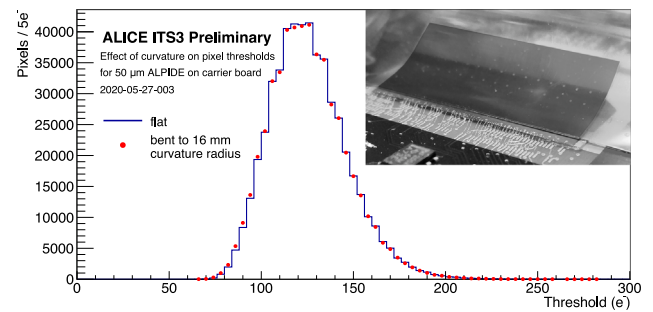 ALICE ITS3 Preliminary
Effect of curvature on pixel thresholds
for 50 μm ALPIDE on carrier board
2020-05-27-003
flat
bent to 16 mm
curvature radius
Pixels / 5e⁻
40000
35000
30000
25000
20000
15000
10000
5000
0
0 50 100 150 200 250 300
Threshold (e⁻)